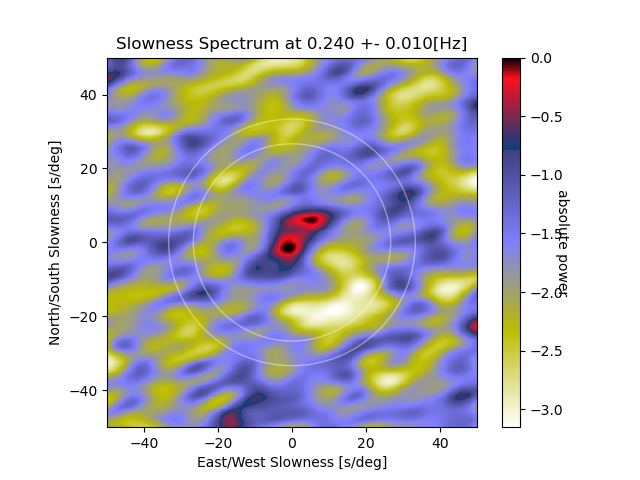 Slowness Spectrum at 0.240 +- 0.010[Hz]
North/South Slowness [s/deg]
40
20
0
−20
−40
−40 −20 0 20 40
East/West Slowness [s/deg]
0.0
−0.5
−1.0
−1.5
−2.0
−2.5
−3.0
absolute power